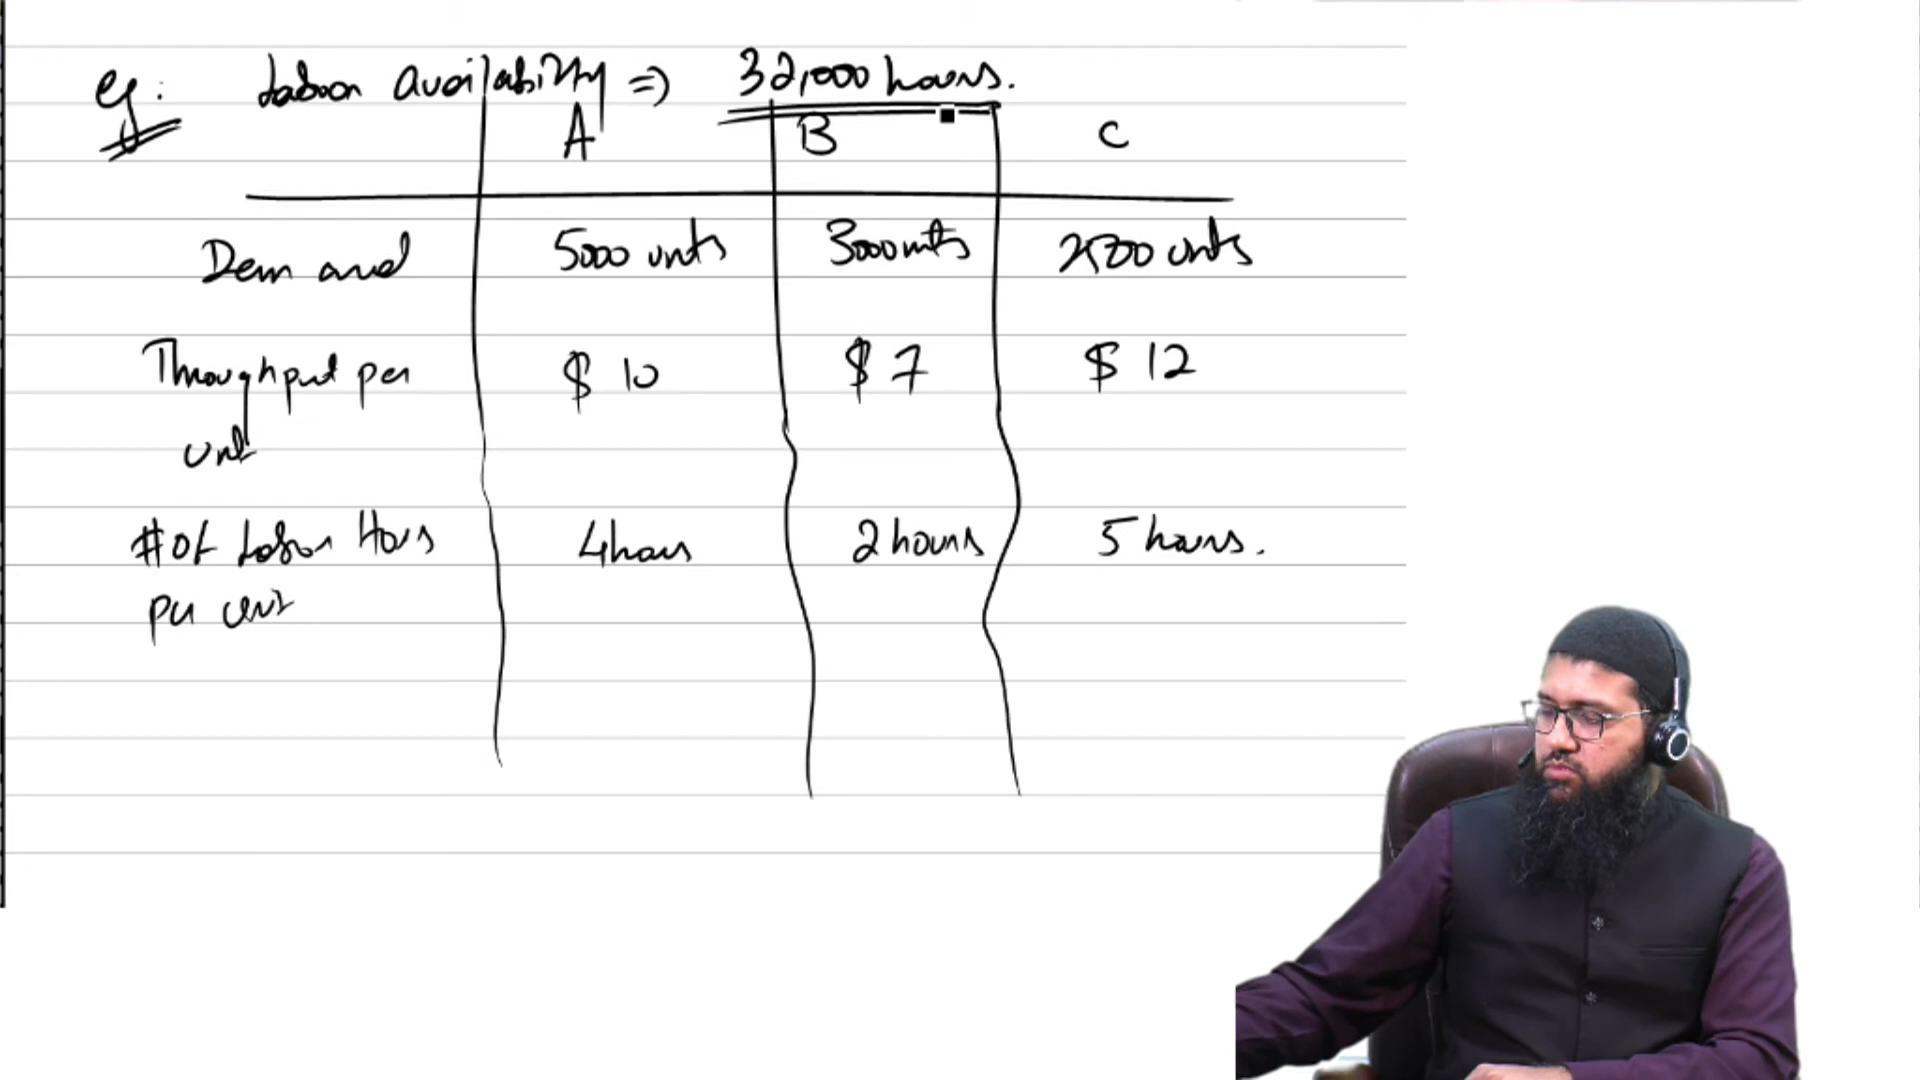 eg: Labour availability => 32,000 hours.
A B C
Demand 5000 units 3000 units units
Throughput per $ 10 $ 7 $ 12
unit
# of Labour Hours 4 hours 2 hours 5 hours.
per unit